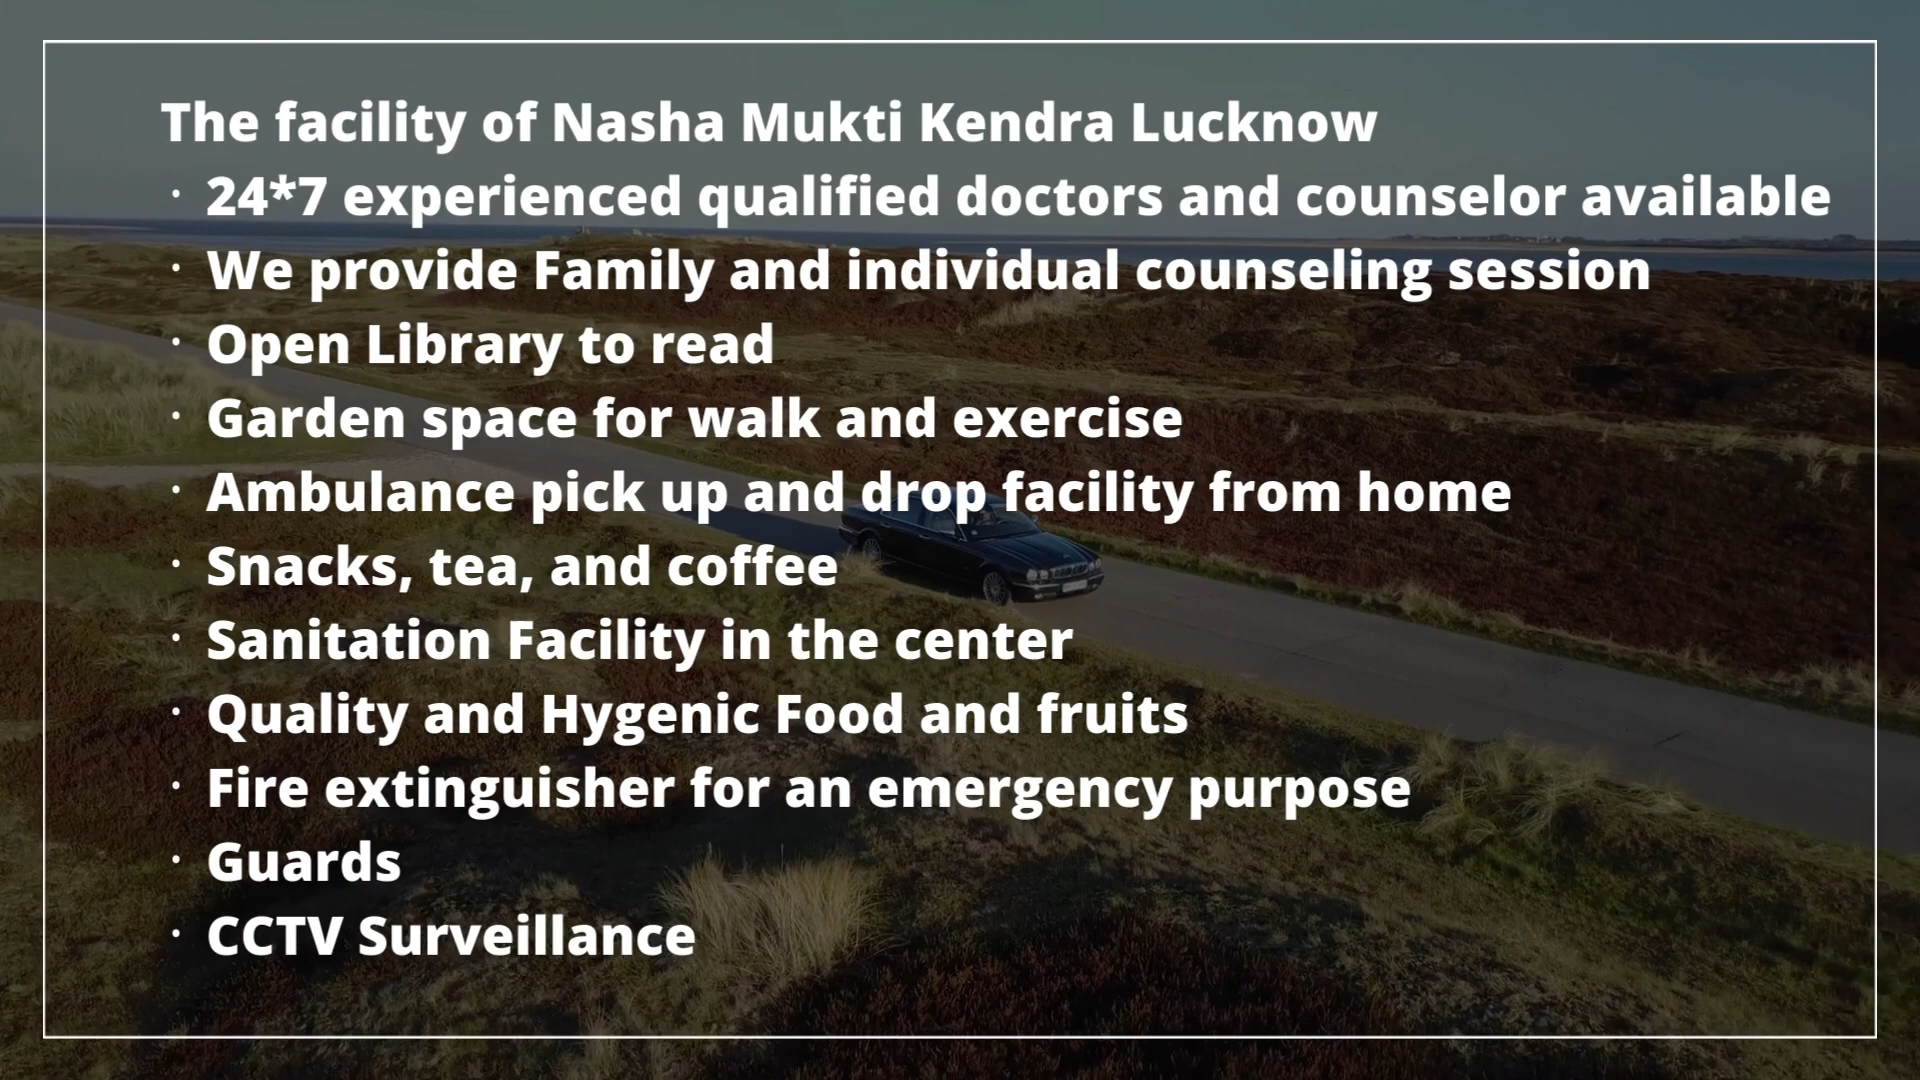 The facility of Nasha Mukti Kendra Lucknow
· 24*7 experienced qualified doctors and counselor available
· We provide Family and individual counseling session
· Open Library to read
· Garden space for walk and exercise
· Ambulance pick up and drop facility from home
· Snacks, tea, and coffee
· Sanitation Facility in the center
· Quality and Hygenic Food and fruits
· Fire extinguisher for an emergency purpose
· Guards
· CCTV Surveillance